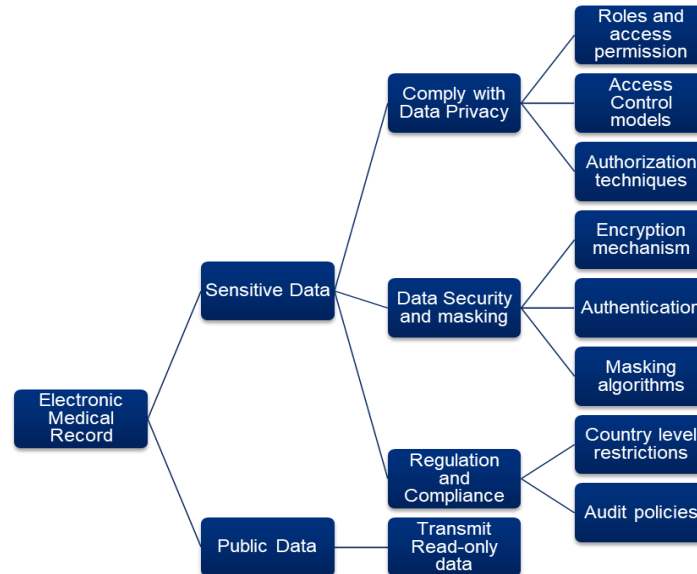 Roles and
access
permission
Comply with
Data Privacy
Access
Control
models
Authorization
techniques
Encryption
mechanism
Sensitive Data
Data Security
and masking
Authentication
Masking
algorithms
Electronic
Medical
Record
Country level
restrictions
Regulation
and
Compliance
Audit policies
Public Data
Transmit
Read-only
data